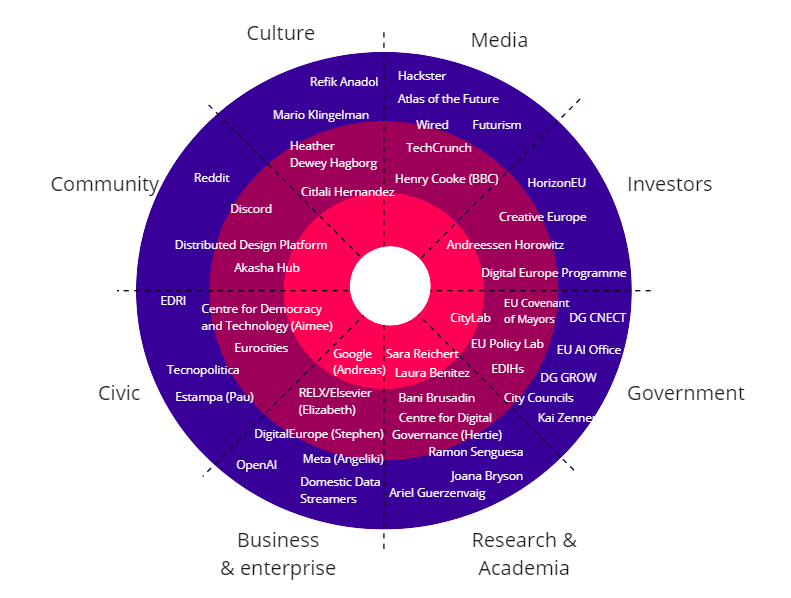 Culture
Media
Refik Anadol
Hackster
Atlas of the Future
Mario Klingelman
Wired
Futurism
Heather
Dewey Hagborg
TechCrunch
Citlali Hernandez
Henry Cooke (BBC)
Community
Reddit
Discord
Distributed Design Platform
Akasha Hub
Investors
HorizonEU
Creative Europe
Andreessen Horowitz
Digital Europe Programme
Civic
EDRI
Centre for Democracy
and Technology (Aimee)
Eurocities
Tecnopolitica
Estampa (Pau)
Government
CityLab
EU Covenant
of Mayors
DG CNECT
EU Policy Lab
EU AI Office
EDIHs
DG GROW
City Councils
Kai Zenner
Google
(Andreas)
RELX/Elsevier
(Elizabeth)
DigitalEurope (Stephen)
Meta (Angeliki)
OpenAI
Domestic Data
Streamers
Business
& enterprise
Sara Reichert
Laura Benitez
Bani Brusadin
Centre for Digital
Governance (Hertie)
Ramon Senguesa
Joana Bryson
Ariel Guerzenvaig
Research &
Academia